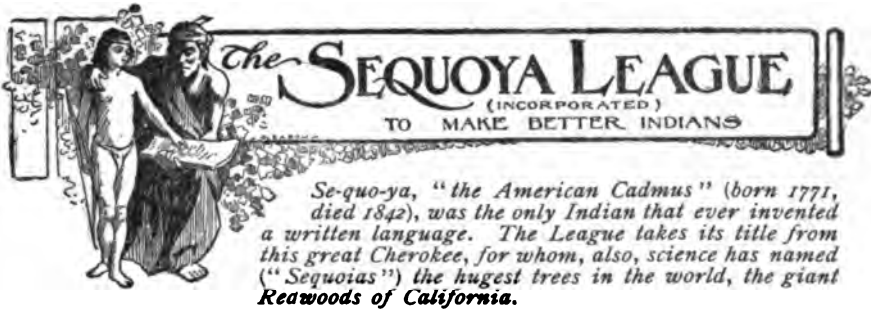 The SEQUOYA LEAGUE
(INCORPORATED)
TO MAKE BETTER INDIANS
Se-quo-ya, "the American Cadmus" (born 1771,
died 1842), was the only Indian that ever invented
a written language. The League takes its title from
this great Cherokee, for whom, also, science has named
("Sequoias") the hugest trees in the world, the giant
Redwoods of California.